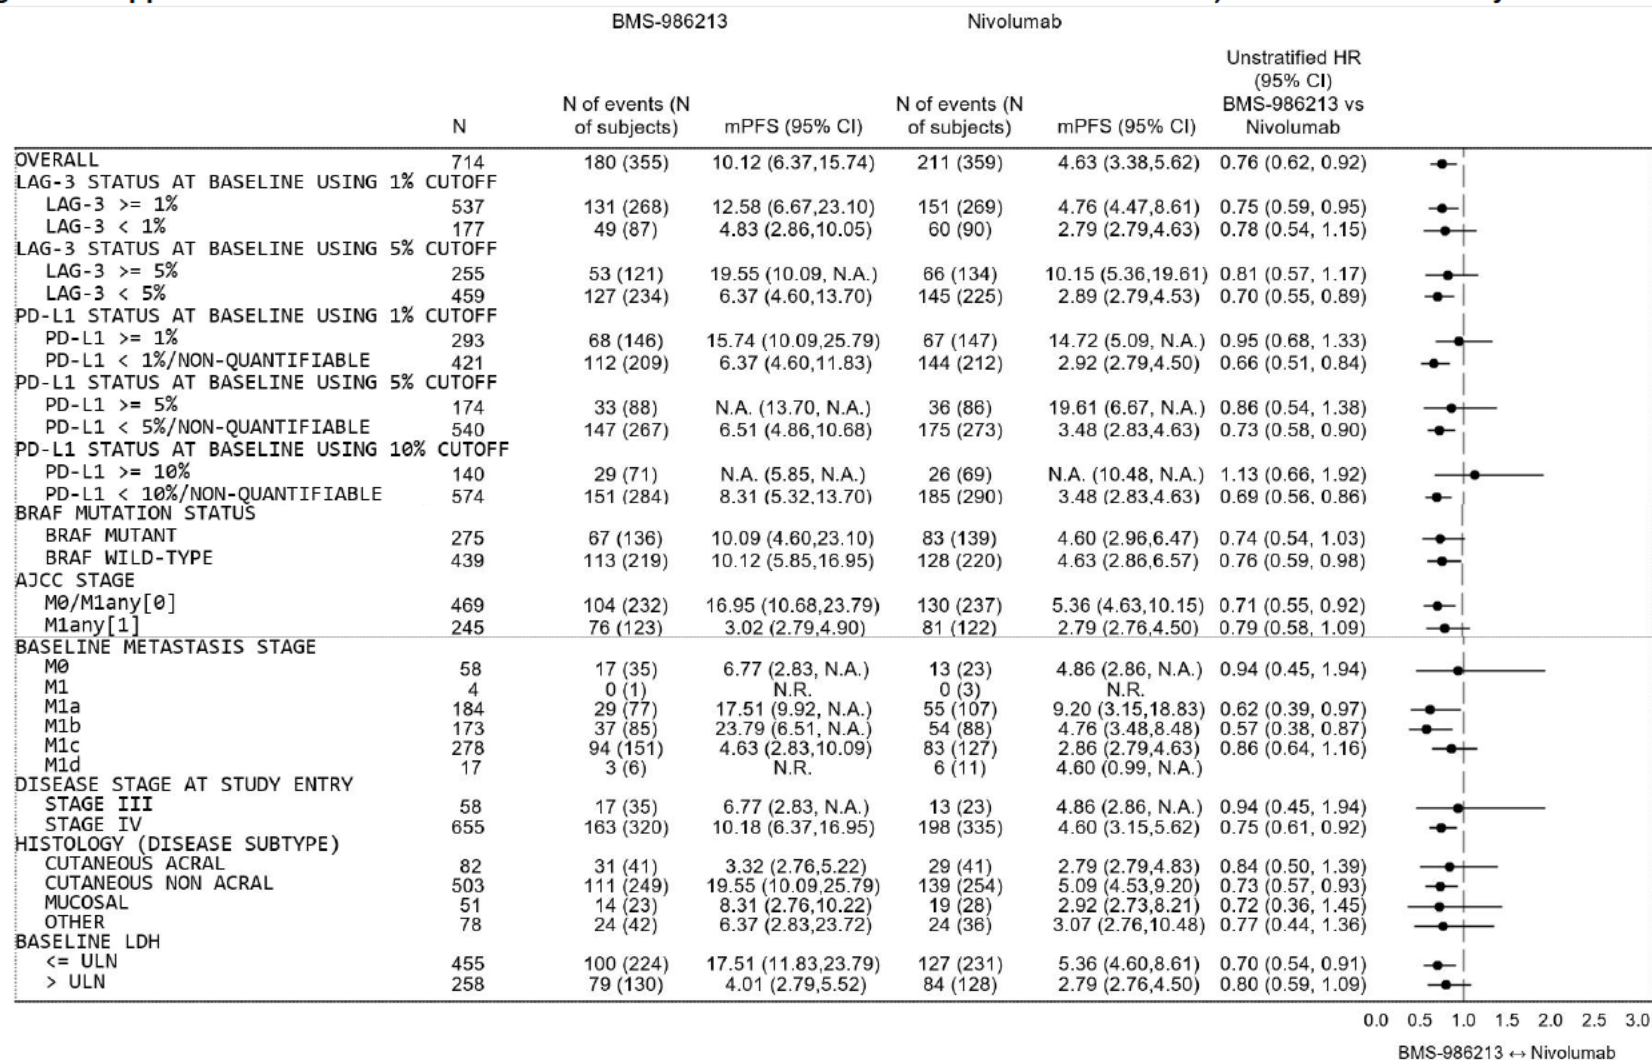 BMS-986213 Nivolumab
Unstratified HR
(95% CI)
N of events (N N of events (N BMS-986213 vs
N of subjects) mPFS (95% CI) of subjects) mPFS (95% CI) Nivolumab
OVERALL 714 180 (355) 10.12 (6.37,15.74) 211 (359) 4.63 (3.38,5.62) 0.76 (0.62, 0.92)
LAG-3 STATUS AT BASELINE USING 1% CUTOFF
LAG-3 >= 1% 537 131 (268) 12.58 (6.67,23.10) 151 (269) 4.76 (4.47,8.61) 0.75 (0.59, 0.95)
LAG-3 < 1% 177 49 (87) 4.83 (2.86,10.05) 60 (90) 2.79 (2.79,4.63) 0.78 (0.54, 1.15)
LAG-3 STATUS AT BASELINE USING 5% CUTOFF
LAG-3 >= 5% 255 53 (121) 19.55 (10.09, N.A.) 66 (134) 10.15 (5.36,19.61) 0.81 (0.57, 1.17)
LAG-3 < 5% 459 127 (234) 6.37 (4.60,13.70) 145 (225) 2.89 (2.79,4.53) 0.70 (0.55, 0.89)
PD-L1 STATUS AT BASELINE USING 1% CUTOFF
PD-L1 >= 1% 293 68 (146) 15.74 (10.09,25.79) 67 (147) 14.72 (5.09, N.A.) 0.95 (0.68, 1.33)
PD-L1 < 1%/NON-QUANTIFIABLE 421 112 (209) 6.37 (4.60,11.83) 144 (212) 2.92 (2.79,4.50) 0.66 (0.51, 0.84)
PD-L1 STATUS AT BASELINE USING 5% CUTOFF
PD-L1 >= 5% 174 33 (88) N.A. (13.70, N.A.) 36 (86) 19.61 (6.67, N.A.) 0.86 (0.54, 1.38)
PD-L1 < 5%/NON-QUANTIFIABLE 540 147 (267) 6.51 (4.86,10.68) 175 (273) 3.48 (2.83,4.63) 0.73 (0.58, 0.90)
PD-L1 STATUS AT BASELINE USING 10% CUTOFF
PD-L1 >= 10% 140 29 (71) N.A. (5.85, N.A.) 26 (69) N.A. (10.48, N.A.) 1.13 (0.66, 1.92)
PD-L1 < 10%/NON-QUANTIFIABLE 574 151 (284) 8.31 (5.32,13.70) 185 (290) 3.48 (2.83,4.63) 0.69 (0.56, 0.86)
BRAF MUTATION STATUS
BRAF MUTANT 275 67 (136) 10.09 (4.60,23.10) 83 (139) 4.60 (2.96,6.47) 0.74 (0.54, 1.03)
BRAF WILD-TYPE 439 113 (219) 10.12 (5.85,16.95) 128 (220) 4.63 (2.86,6.57) 0.76 (0.59, 0.98)
AJCC STAGE
M0/M1any[0] 469 104 (232) 16.95 (10.68,23.79) 130 (237) 5.36 (4.63,10.15) 0.71 (0.55, 0.92)
M1any[1] 245 76 (123) 3.02 (2.79,4.90) 81 (122) 2.79 (2.76,4.50) 0.79 (0.58, 1.09)
BASELINE METASTASIS STAGE
M0 58 17 (35) 6.77 (2.83, N.A.) 13 (23) 4.86 (2.86, N.A.) 0.94 (0.45, 1.94)
M1 4 0 (1) N.R. 0 (3) N.R.
M1a 184 29 (77) 17.51 (9.92, N.A.) 55 (107) 9.20 (3.15,18.83) 0.62 (0.39, 0.97)
M1b 173 37 (85) 23.79 (6.51, N.A.) 54 (88) 4.76 (3.48,8.48) 0.57 (0.38, 0.87)
M1c 278 94 (151) 4.63 (2.83,10.09) 83 (127) 2.86 (2.79,4.63) 0.86 (0.64, 1.16)
M1d 17 3 (6) N.R. 6 (11) 4.60 (0.99, N.A.)
DISEASE STAGE AT STUDY ENTRY
STAGE III 58 17 (35) 6.77 (2.83, N.A.) 13 (23) 4.86 (2.86, N.A.) 0.94 (0.45, 1.94)
STAGE IV 655 163 (320) 10.18 (6.37,16.95) 198 (335) 4.60 (3.15,5.62) 0.75 (0.61, 0.92)
HISTOLOGY (DISEASE SUBTYPE)
CUTANEOUS ACRAL 82 31 (41) 3.32 (2.76,5.22) 29 (41) 2.79 (2.79,4.83) 0.84 (0.50, 1.39)
CUTANEOUS NON ACRAL 503 111 (249) 19.55 (10.09,25.79) 139 (254) 5.09 (4.53,9.20) 0.73 (0.57, 0.93)
MUCOSAL 51 14 (23) 8.31 (2.76,10.22) 19 (28) 2.92 (2.73,8.21) 0.72 (0.36, 1.45)
OTHER 78 24 (42) 6.37 (2.83,23.72) 24 (36) 3.07 (2.76,10.48) 0.77 (0.44, 1.36)
BASELINE LDH
<= ULN 455 100 (224) 17.51 (11.83,23.79) 127 (231) 5.36 (4.60,8.61) 0.70 (0.54, 0.91)
> ULN 258 79 (130) 4.01 (2.79,5.52) 84 (128) 2.79 (2.76,4.50) 0.80 (0.59, 1.09)
0.0 0.5 1.0 1.5 2.0 2.5 3.0
BMS-986213 ↔ Nivolumab